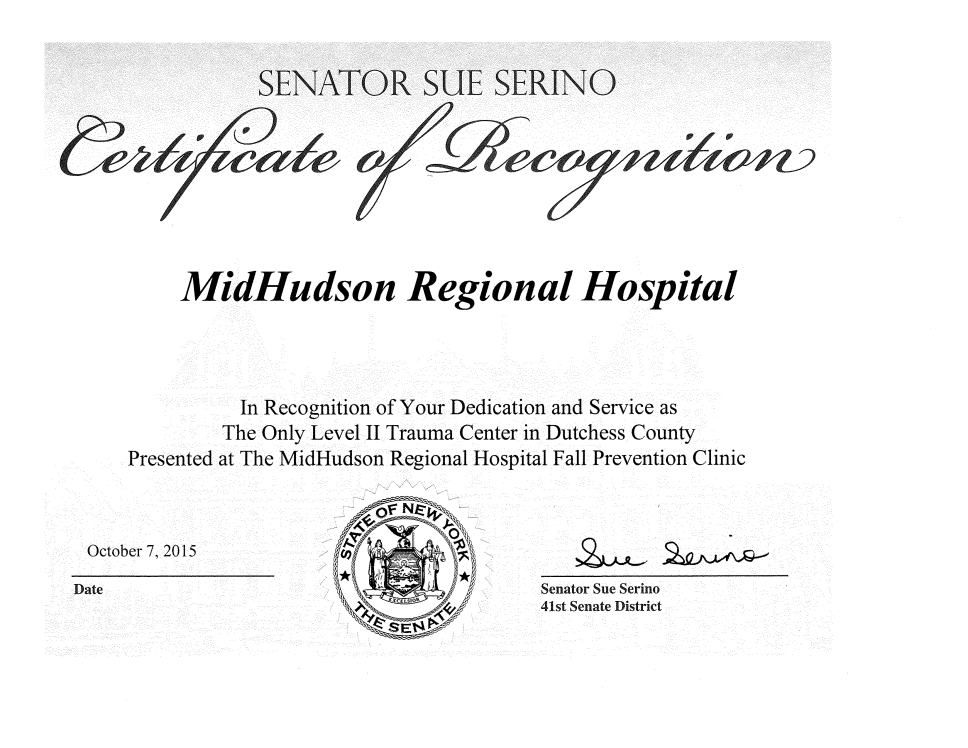 SENATOR SUE SERINO
Certificate of Recognition
MidHudson Regional Hospital
In Recognition of Your Dedication and Service as
The Only Level II Trauma Center in Dutchess County
Presented at The MidHudson Regional Hospital Fall Prevention Clinic
STATE OF NEW YORK
EXCELSIOR
THE SENATE
October 7, 2015
Date
Sue Serino
Senator Sue Serino
41st Senate District